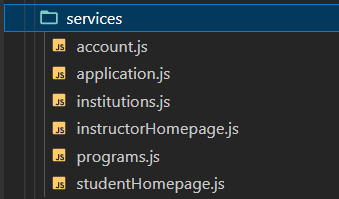 services
JS account.js
JS application.js
JS institutions.js
JS instructorHomepage.js
JS programs.js
JS studentHomepage.js